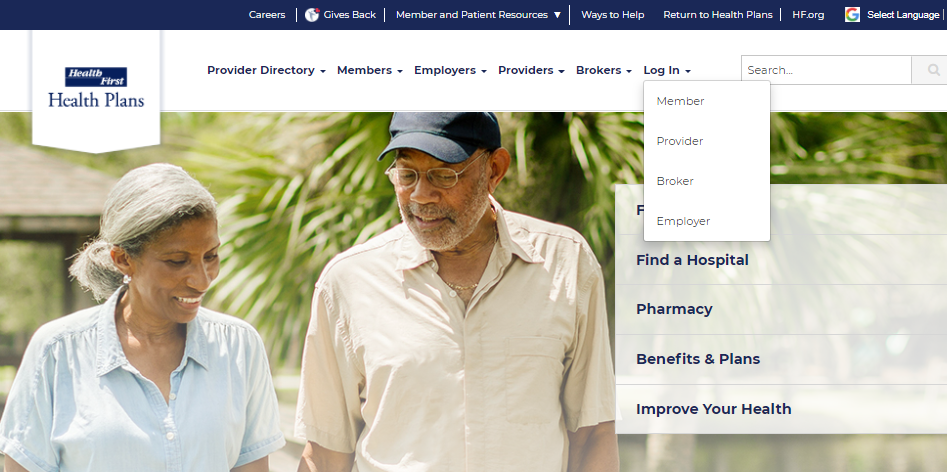 Careers
Gives Back
Member and Patient Resources ▼
Ways to Help
Return to Health Plans
HF.org
Select Language
Health First
Health Plans
Provider Directory
Members
Employers
Providers
Brokers
Log In
Search...
Member
Provider
Broker
Employer
F
Find a Hospital
Pharmacy
Benefits & Plans
Improve Your Health